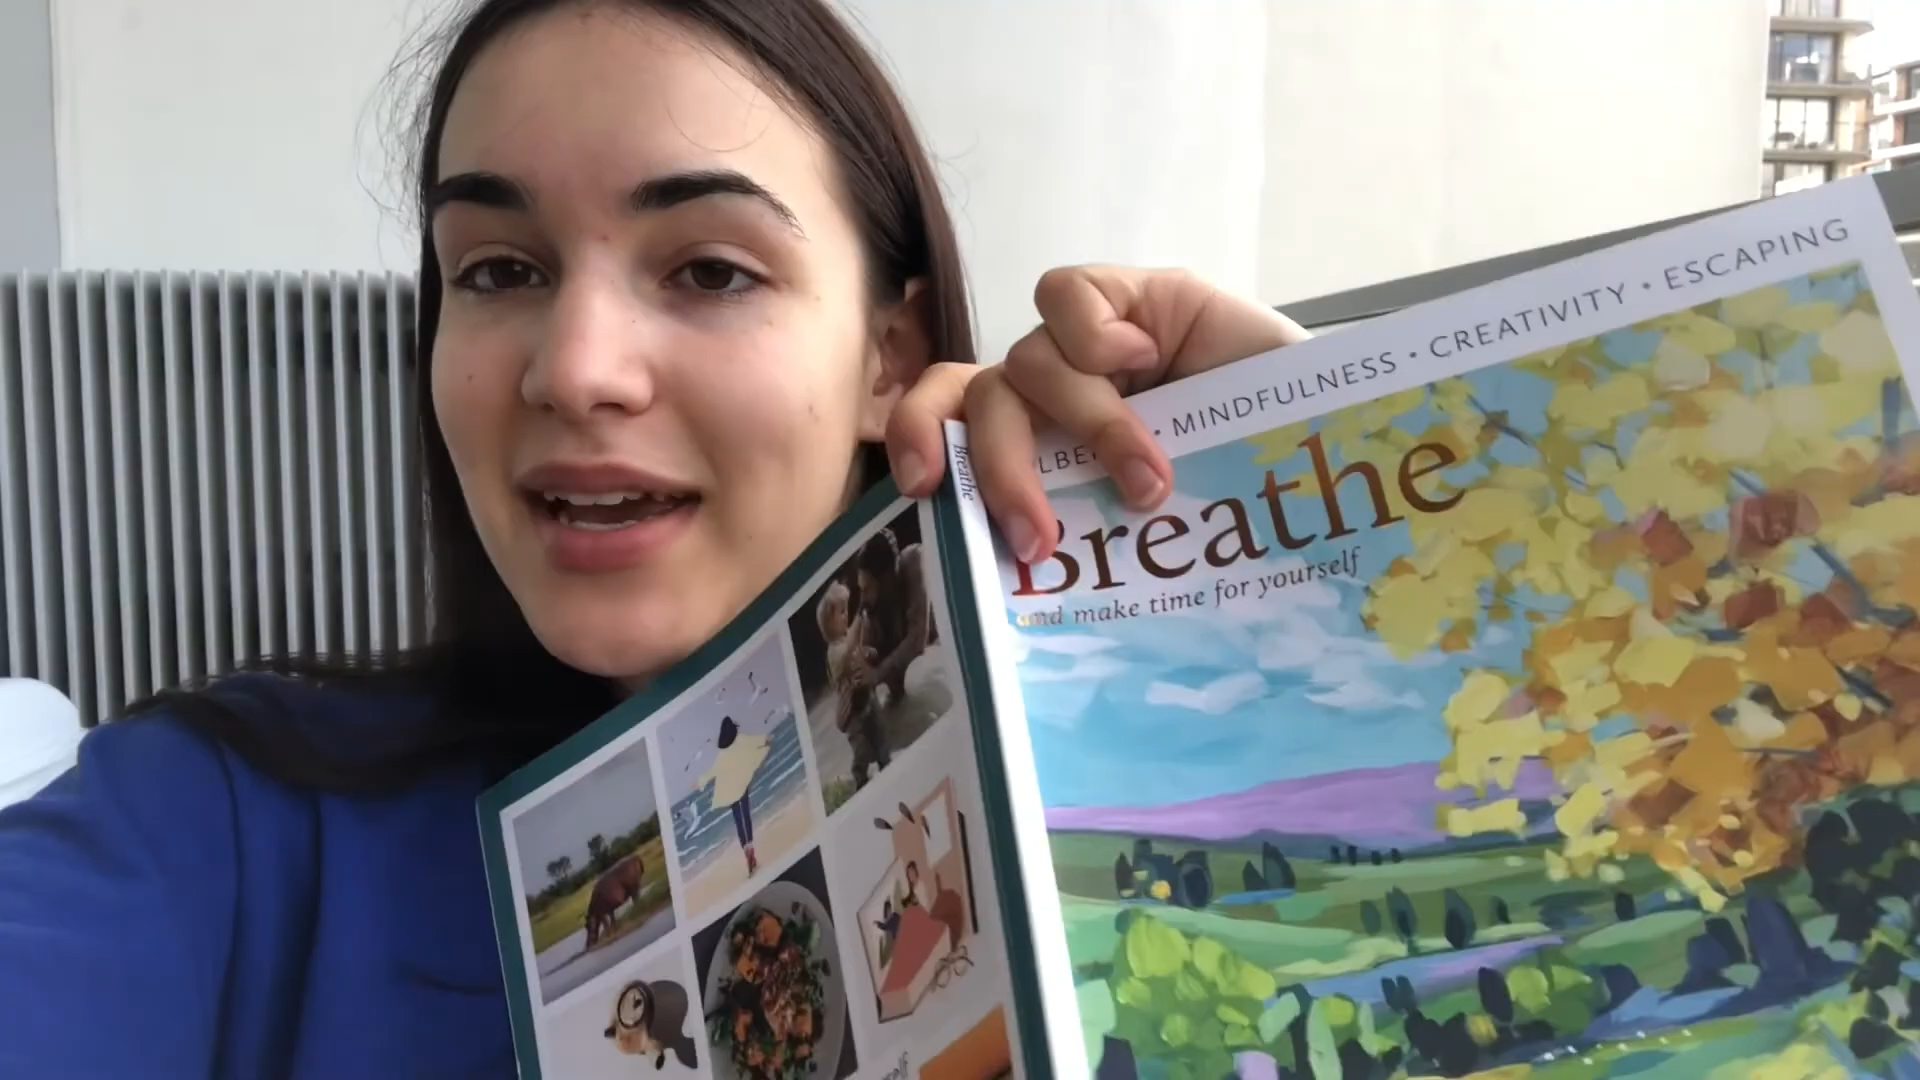 MINDFULNESS • CREATIVITY • ESCAPING
Breathe
and make time for yourself
Breathe